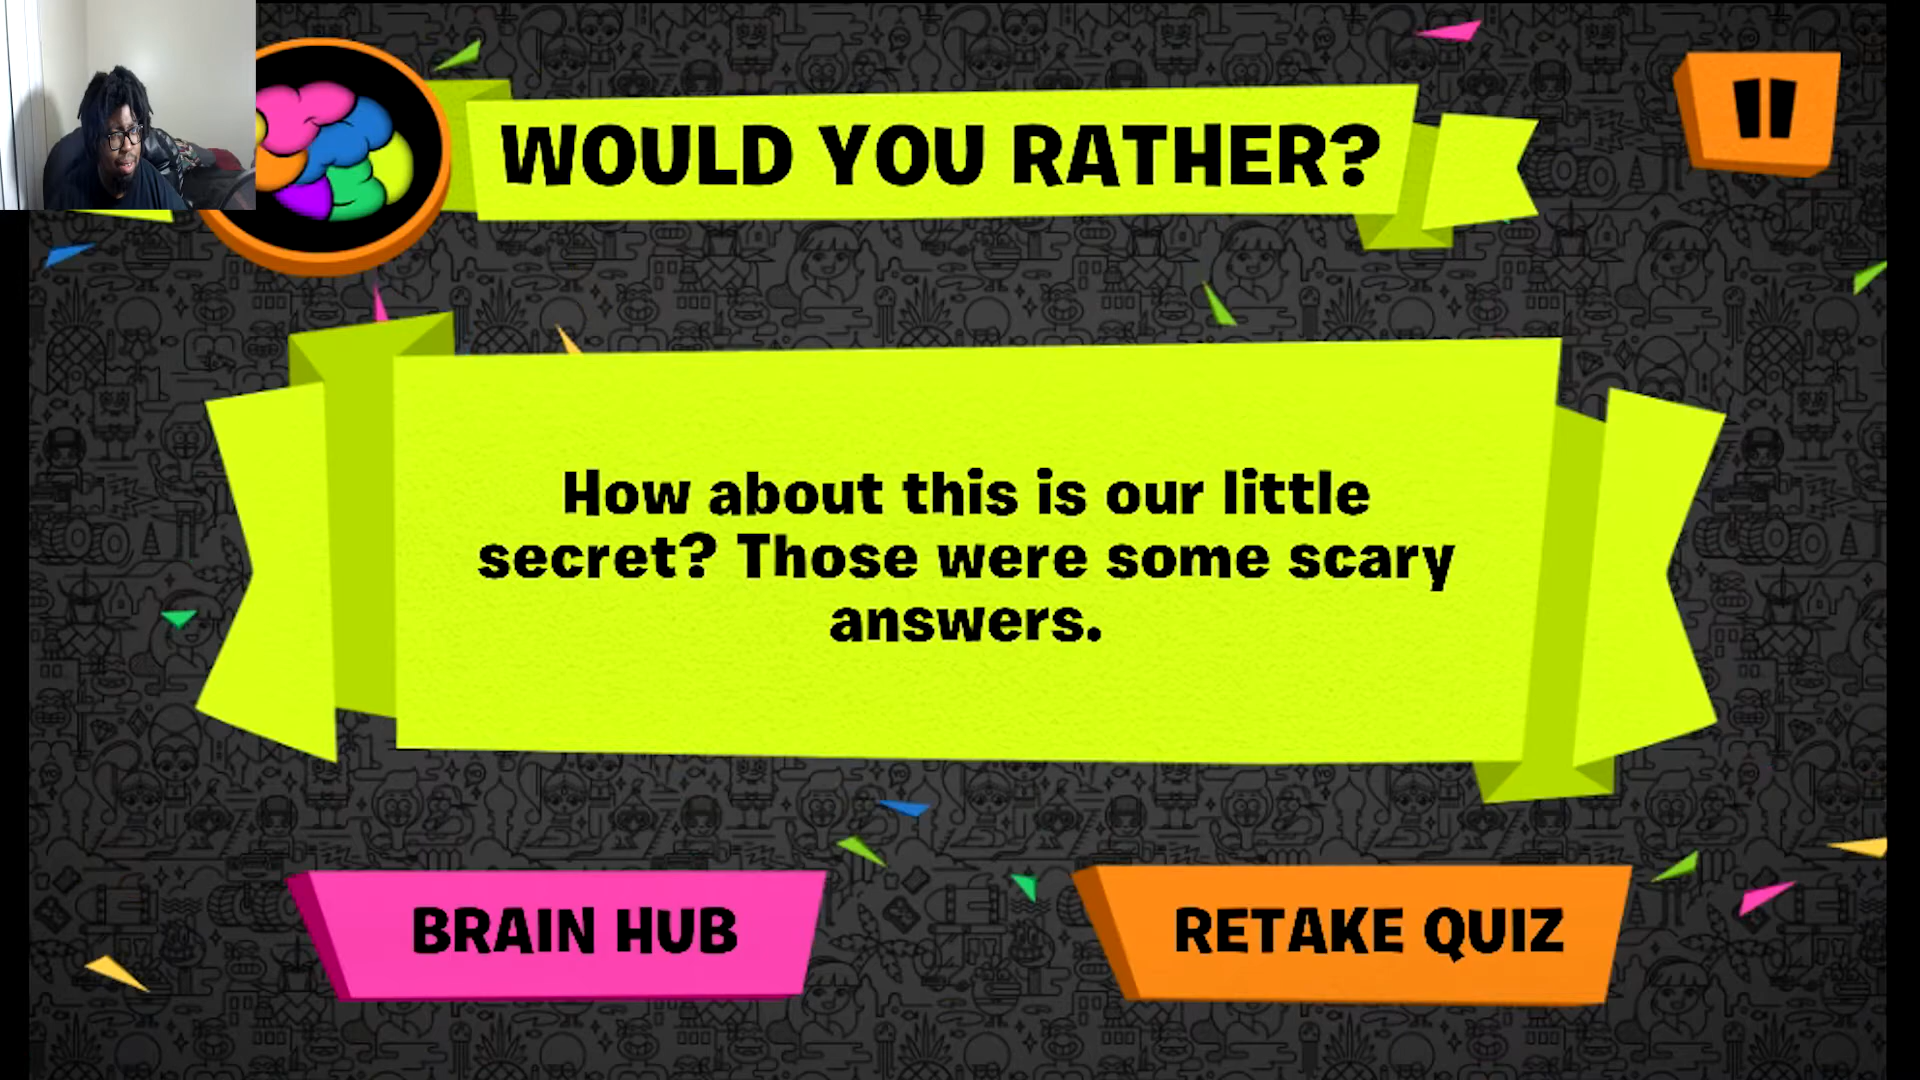 WOULD YOU RATHER?
How about this is our little
secret? Those were some scary
answers.
BRAIN HUB
RETAKE QUIZ